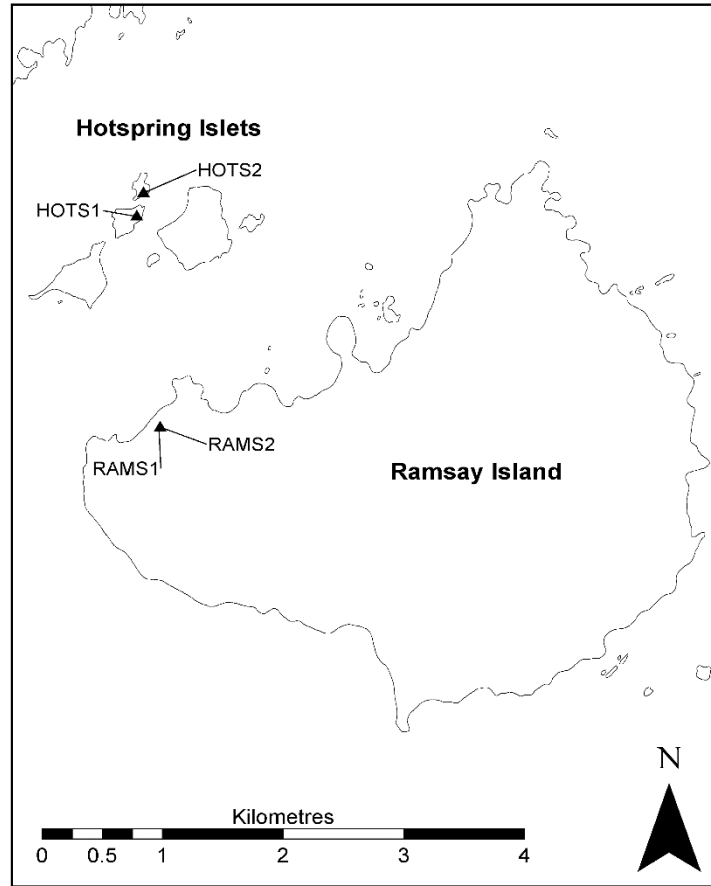 Hotspring Islets
HOTS2
HOTS1
RAMS2
RAMS1
Ramsay Island
N
Kilometres
0 0.5 1 2 3 4